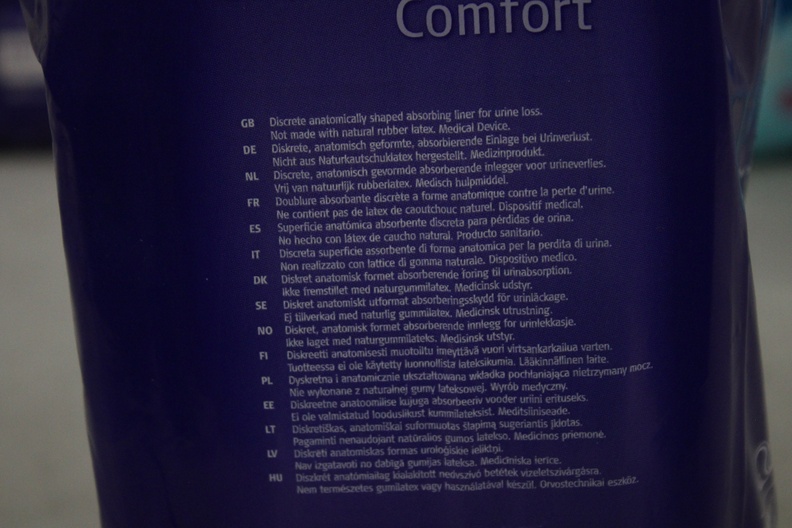 Comfort
GB Discrete anatomically shaped absorbing liner for urine loss.
Not made with natural rubber latex. Medical Device.
DE Diskrete, anatomisch geformte, absorbierende Einlage bei Urinverlust.
Nicht aus Naturkautschuklatex hergestellt. Medizinprodukt.
NL Discrete, anatomisch gevormde absorberende inlegger voor urineverlies.
Vrij van natuurlijk rubberlatex. Medisch hulpmiddel.
FR Doublure absorbante discrète a forme anatomique contre la perte d'urine.
Ne contient pas de latex de caoutchouc naturel. Dispositif medical.
ES Superficie anatómica absorbente discreta para pérdidas de orina.
No hecho con látex de caucho natural. Producto sanitario.
IT Discreta superficie assorbente di forma anatomica per la perdita di urina.
Non realizzato con lattice di gomma naturale. Dispositivo medico.
DK Diskret anatomisk formet absorberende foring til urinabsorption.
Ikke fremstillet med naturgummilatex. Medicinsk udstyr.
SE Diskret anatomiskt utformat absorberingsskydd för urinläckage.
Ej tillverkad med naturlig gummilatex. Medicinsk utrustning.
NO Diskret, anatomisk formet absorberende innlegg for urinlekkasje.
Ikke laget med naturgummilateks. Medisinsk utstyr.
FI Diskreetti anatomisesti muotoiltu imeyttävä vuori virtsankarkailua varten.
Tuotteessa ei ole käytetty luonnollista lateksikumia. Lääkinnällinen laite.
PL Dyskretna i anatomicznie ukształtowana wkładka pochłaniająca nietrzymany mocz.
Nie wykonane z naturalnej gumy lateksowej. Wyrób medyczny.
EE Diskreetne anatoomilise kujuga absorbeeriv vooder uriini erituseks.
Ei ole valmistatud looduslikust kummilateksist. Meditsiiniseade.
LT Diskretiškas, anatomiškai suformuotas šlapimą sugeriantis įklotas.
Pagaminti nenaudojant natūralios gumos latekso. Medicinos priemonė.
LV Diskrēti anatomiskas formas uroloģiskie ieliktņi.
Nav izgatavoti no dabīgā gumijas lateksa. Medicīniska ierīce.
HU Diszkrét anatómiailag kialakított nedvszívó betétek vizeletszivárgásra.
Nem természetes gumilatex vagy használatával készül. Orvostechnikai eszköz.